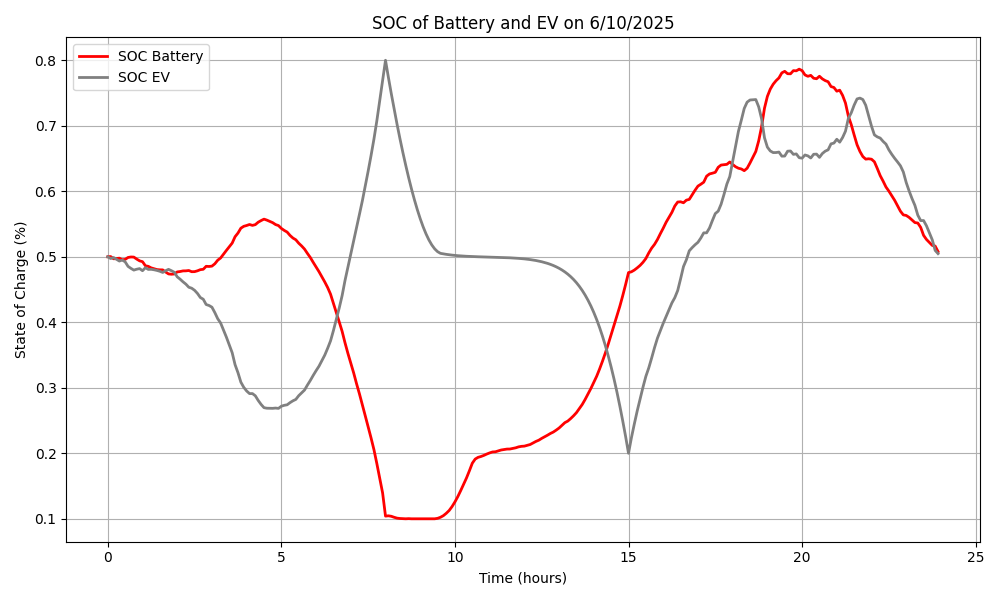 SOC of Battery and EV on 6/10/2025
SOC Battery
SOC EV
State of Charge (%)
0.8
0.7
0.6
0.5
0.4
0.3
0.2
0.1
0 5 10 15 20 25
Time (hours)